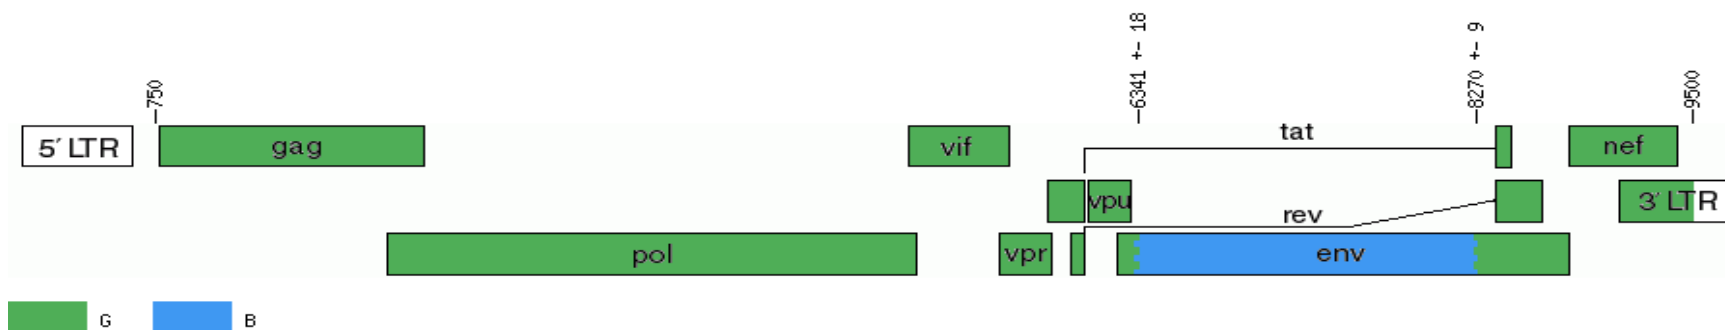 750
6341 +- 18
8270 +- 9
9500
5′ LTR
gag
vif
tat
nef
vpu
rev
3′ LTR
pol
vpr
env
G
B